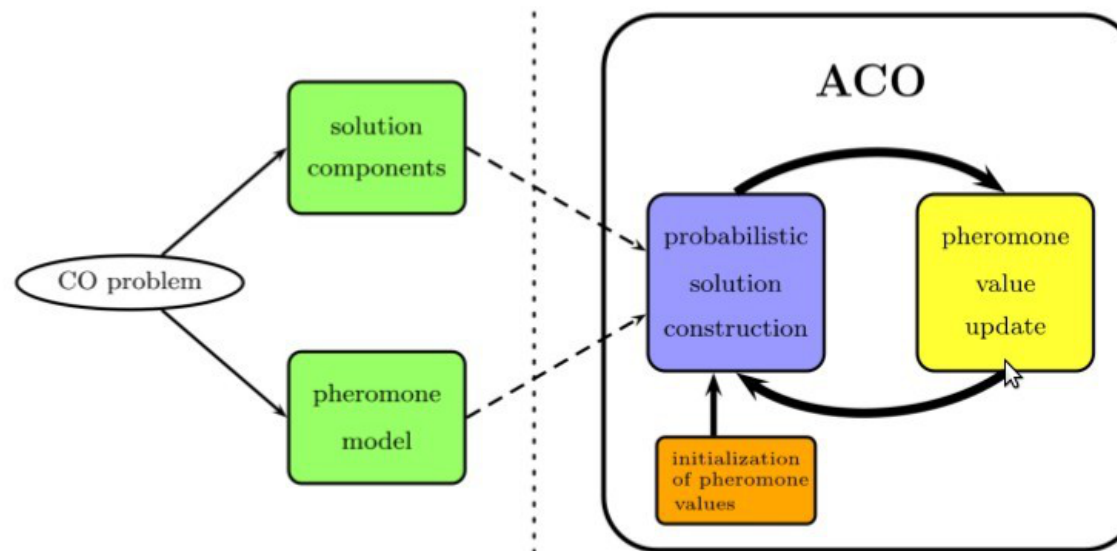 CO problem
solution
components
pheromone
model
ACO
probabilistic
solution
construction
pheromone
value
update
initialization
of pheromone
values